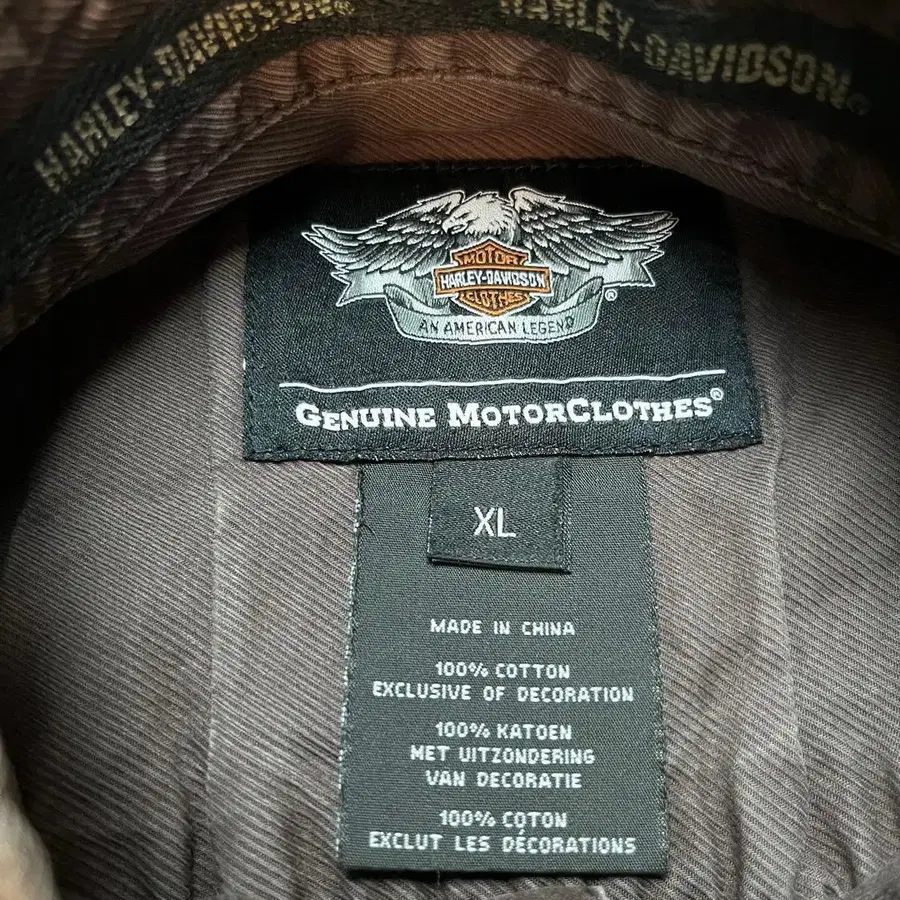 HARLEY-DAVIDSON®
HARLEY-DAVIDSON®
MOTOR
HARLEY-DAVIDSON
CLOTHES
®
AN AMERICAN LEGEND
GENUINE MOTORCLOTHES®
XL
MADE IN CHINA
100% COTTON
EXCLUSIVE OF DECORATION
100% KATOEN
MET UITZONDERING
VAN DECORATIE
100% COTON
EXCLUT LES DÉCORATIONS